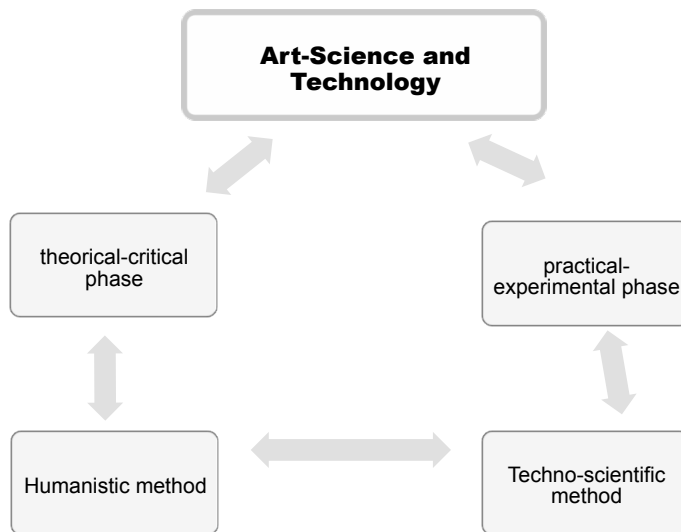 Art-Science and
Technology
theorical-critical
phase
practical-
experimental phase
Humanistic method
Techno-scientific
method